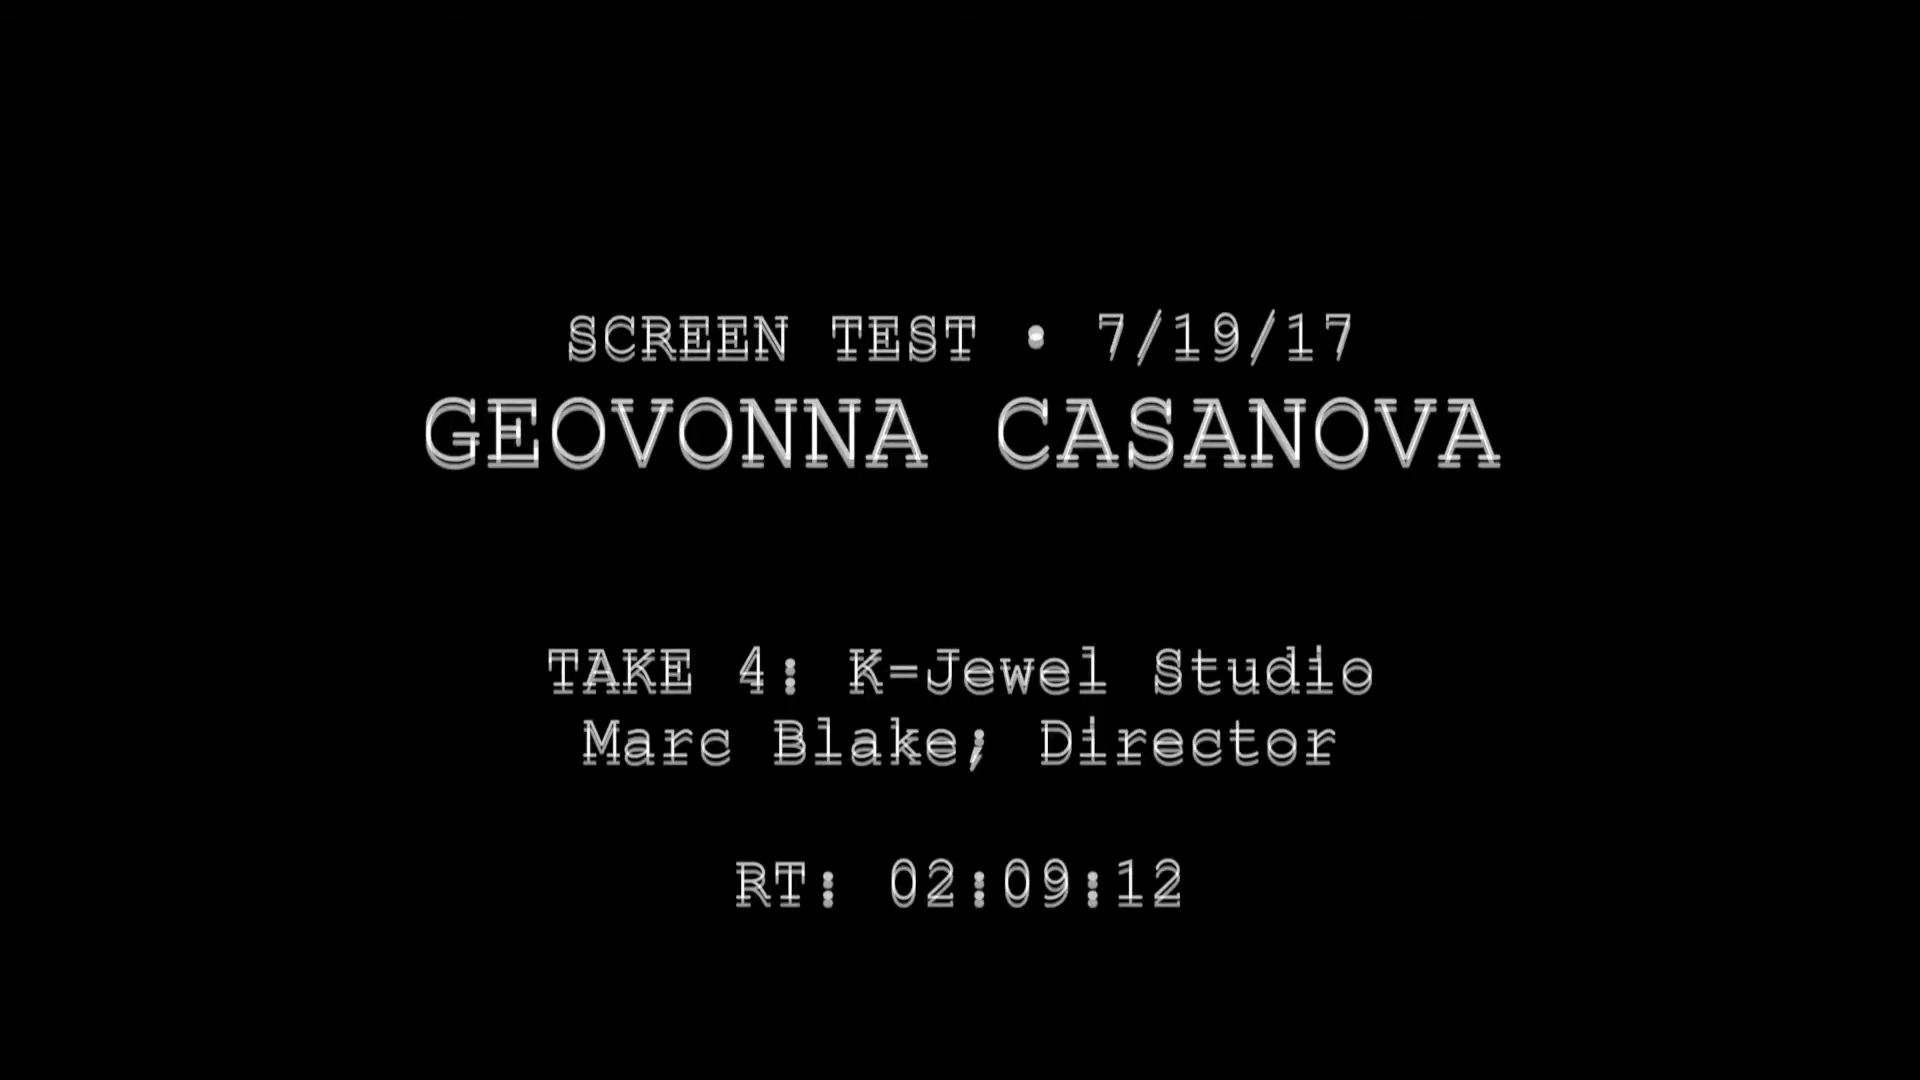 SCREEN TEST • 7/19/17
GEOVONNA CASANOVA
TAKE 4: K-Jewel Studio
Marc Blake; Director
RT: 02:09:12